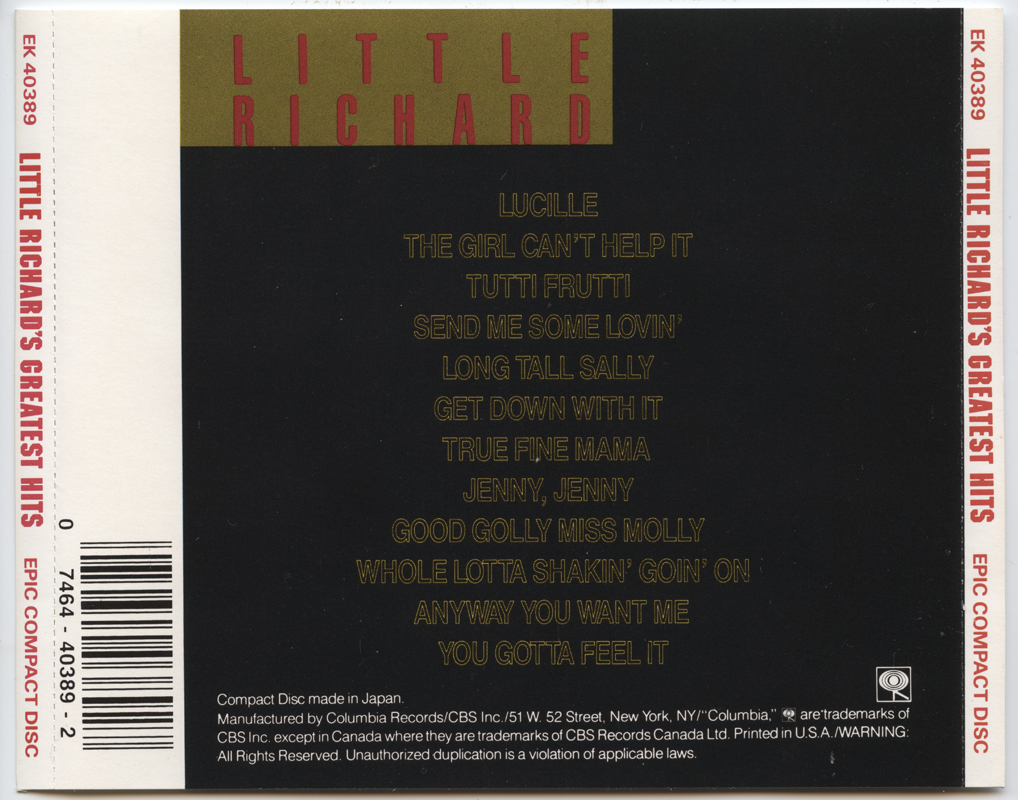 EK 40389 LITTLE RICHARD'S GREATEST HITS EPIC COMPACT DISC
LITTLE
RICHARD
LUCILLE
THE GIRL CAN'T HELP IT
TUTTI FRUTTI
SEND ME SOME LOVIN'
LONG TALL SALLY
GET DOWN WITH IT
TRUE FINE MAMA
JENNY, JENNY
GOOD GOLLY MISS MOLLY
WHOLE LOTTA SHAKIN' GOIN' ON
ANYWAY YOU WANT ME
YOU GOTTA FEEL IT
Compact Disc made in Japan.
Manufactured by Columbia Records/CBS Inc./51 W. 52 Street, New York, NY/"Columbia," are trademarks of
CBS Inc. except in Canada where they are trademarks of CBS Records Canada Ltd. Printed in U.S.A./WARNING:
All Rights Reserved. Unauthorized duplication is a violation of applicable laws.
0 7464-40389-2
EK 40389 LITTLE RICHARD'S GREATEST HITS EPIC COMPACT DISC